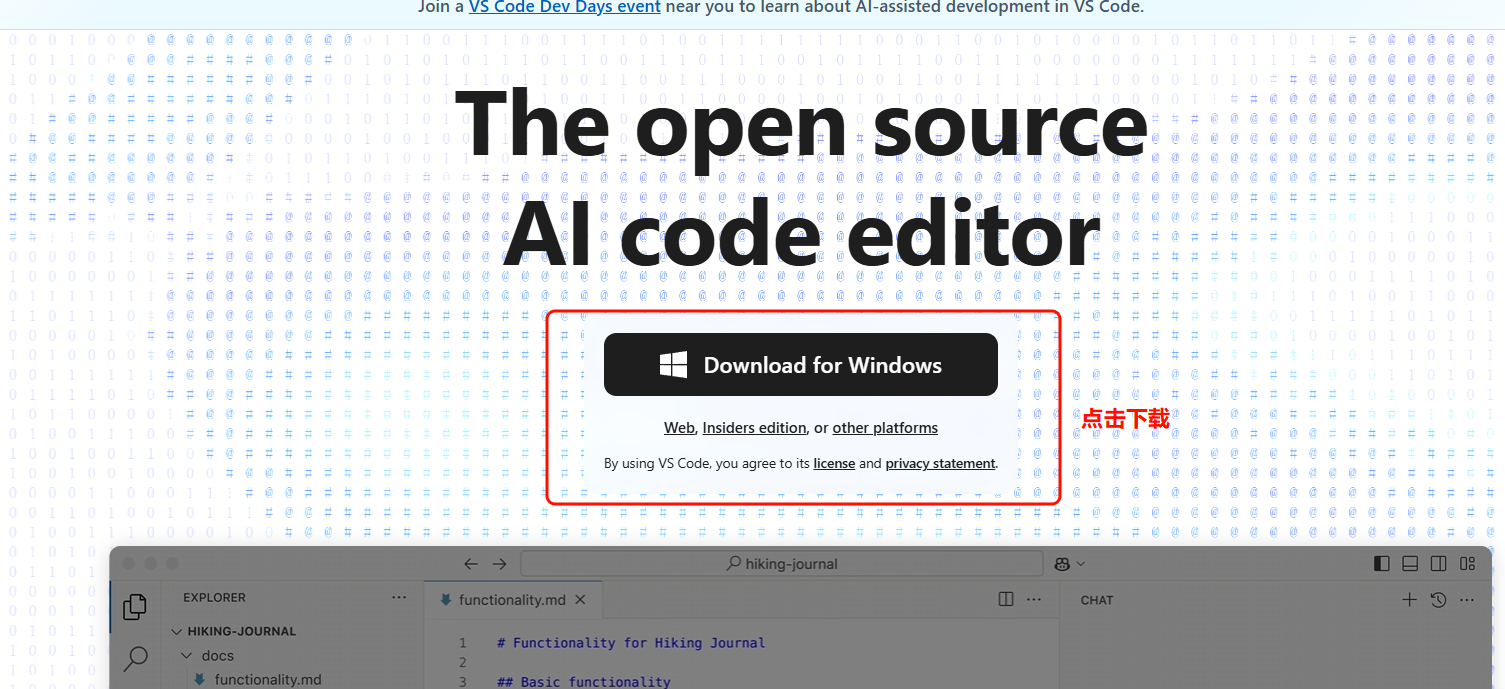 Join a VS Code Dev Days event near you to learn about AI-assisted development in VS Code.
The open source
AI code editor
Download for Windows
Web, Insiders edition, or other platforms
点击下载
By using VS Code, you agree to its license and privacy statement.
hiking-journal
EXPLORER
functionality.md
CHAT
HIKING-JOURNAL
docs
functionality.md
1 # Functionality for Hiking Journal
2
3 ## Basic functionality